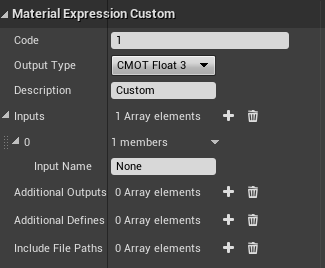 Material Expression Custom
Code 1
Output Type CMOT Float 3
Description Custom
Inputs 1 Array elements
0 1 members
Input Name None
Additional Outputs 0 Array elements
Additional Defines 0 Array elements
Include File Paths 0 Array elements